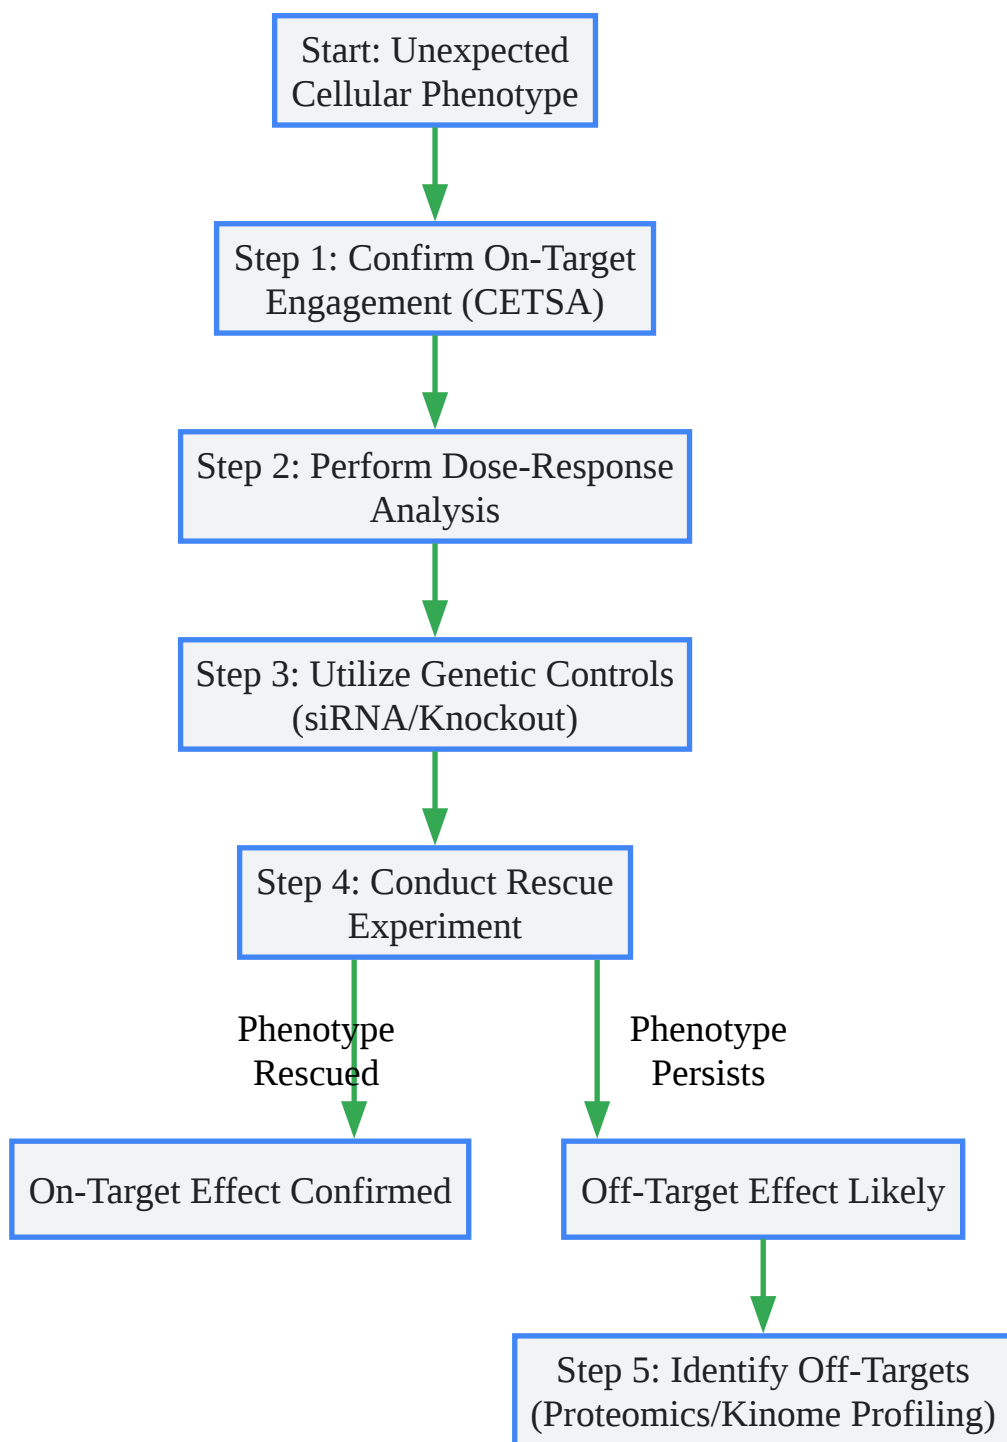 Start: Unexpected
Cellular Phenotype
Step 1: Confirm On-Target
Engagement (CETSA)
Step 2: Perform Dose-Response
Analysis
Step 3: Utilize Genetic Controls
(siRNA/Knockout)
Step 4: Conduct Rescue
Experiment
Phenotype
Rescued
Phenotype
Persists
On-Target Effect Confirmed
Off-Target Effect Likely
Step 5: Identify Off-Targets
(Proteomics/Kinome Profiling)